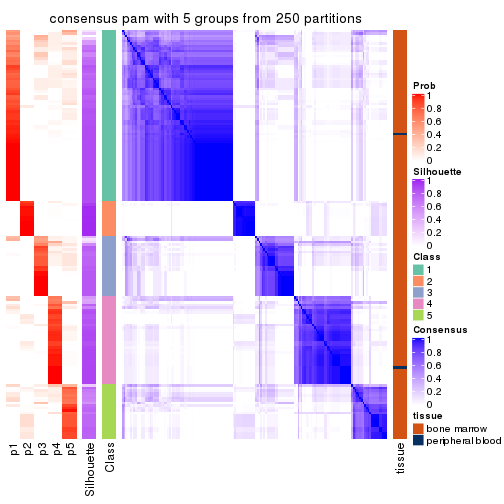 consensus pam with 5 groups from 250 partitions
Prob
1
0.8
0.6
0.4
0.2
0
Silhouette
1
0.8
0.6
0.4
0.2
0
Class
1
2
3
4
5
Consensus
1
0.8
0.6
0.4
0.2
0
tissue
bone marrow
peripheral blood
p1
p2
p3
p4
p5
Silhouette
Class
tissue